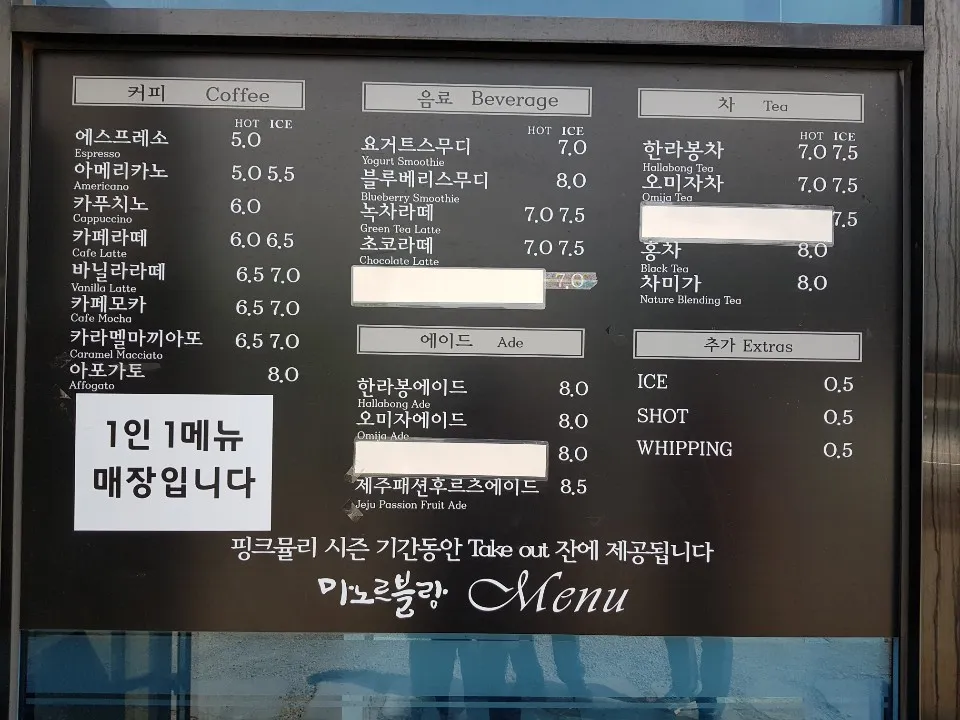 커피 Coffee
HOT ICE
에스프레소 5.0
Espresso
아메리카노 5.0 5.5
Americano
카푸치노 6.0
Cappuccino
카페라떼 6.0 6.5
Cafe Latte
바닐라라떼 6.5 7.0
Vanilla Latte
카페모카 6.5 7.0
Cafe Mocha
카라멜마끼아또 6.5 7.0
Caramel Macciato
아포가토 8.0
Affogato
1인 1메뉴
매장입니다
음료 Beverage
HOT ICE
요거트스무디 7.0
Yogurt Smoothie
블루베리스무디 8.0
Blueberry Smoothie
녹차라떼 7.0 7.5
Green Tea Latte
초코라떼 7.0 7.5
Chocolate Latte
7.0
에이드 Ade
한라봉에이드 8.0
Hallabong Ade
오미자에이드 8.0
Omija Ade
8.0
제주패션후르츠에이드 8.5
Jeju Passion Fruit Ade
차 Tea
HOT ICE
한라봉차 7.0 7.5
Hallabong Tea
오미자차 7.0 7.5
Omija Tea
7.5
홍차 8.0
Black Tea
차미가 8.0
Nature Blending Tea
추가 Extras
ICE 0.5
SHOT 0.5
WHIPPING 0.5
핑크뮬리 시즌 기간동안 Take out 잔에 제공됩니다
마노르블랑 Menu